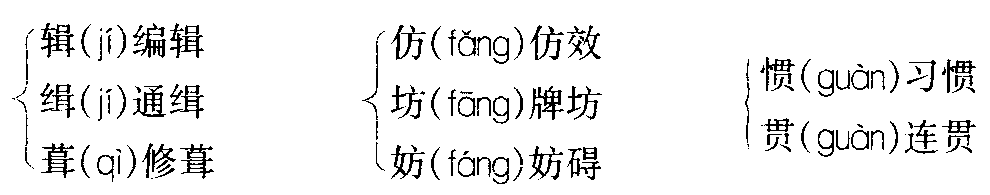 辑(jí)编辑
缉(jī)通缉
葺(qì)修葺
仿(fǎng)仿效
坊(fāng)牌坊
妨(fáng)妨碍
惯(guàn)习惯
贯(guàn)连贯